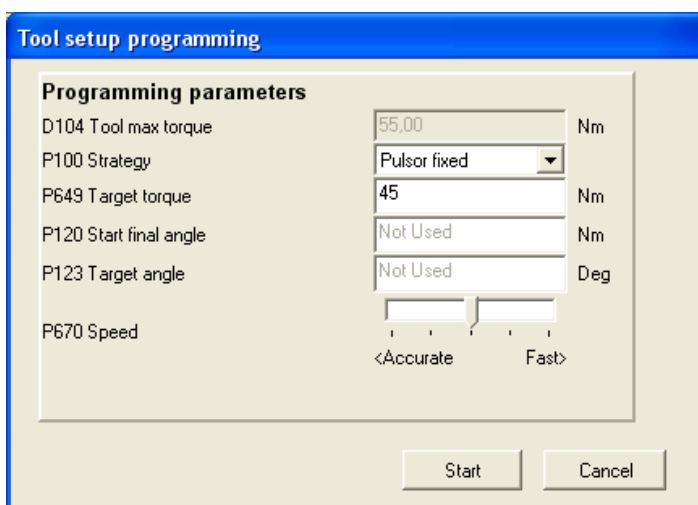 Tool setup programming
Programming parameters
D104 Tool max torque 55,00 Nm
P100 Strategy Pulsor fixed
P649 Target torque 45 Nm
P120 Start final angle Not Used Nm
P123 Target angle Not Used Deg
P670 Speed
<Accurate Fast>
Start Cancel